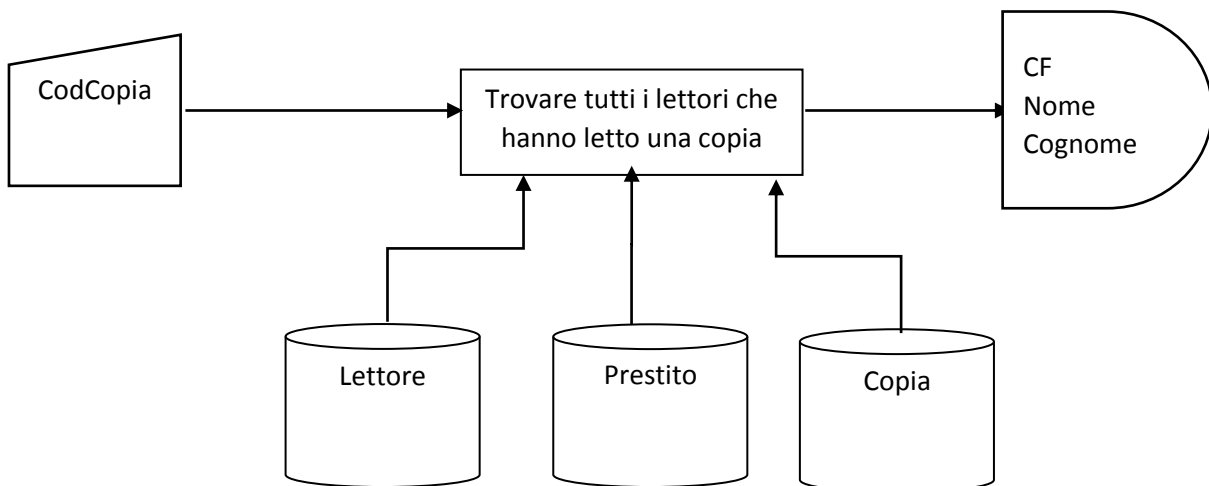 CodCopia
Trovare tutti i lettori che
hanno letto una copia
CF
Nome
Cognome
Lettore
Prestito
Copia